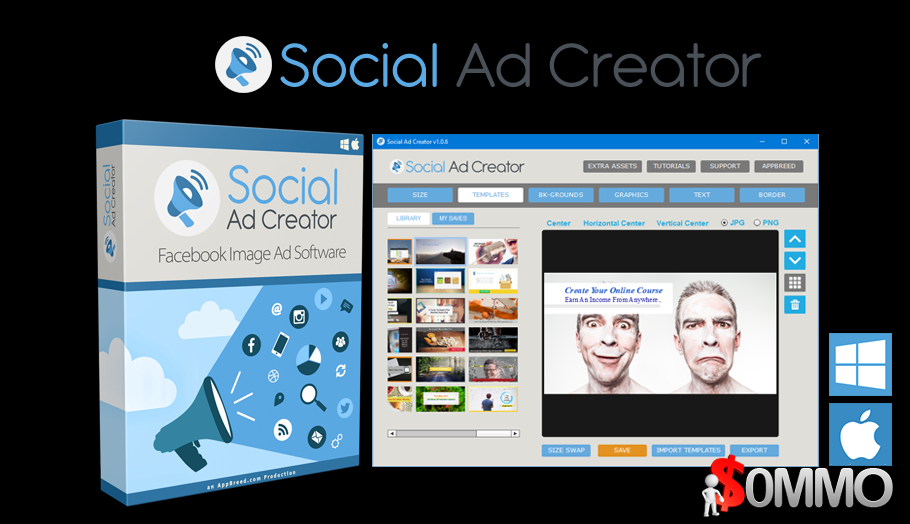 Social Ad Creator
Social
Ad Creator
Social
Ad Creator
Facebook Image Ad Software
an AppBreed.com Production
Social Ad Creator v1.0.6
Social Ad Creator
EXTRA ASSETS
TUTORIALS
SUPPORT
APPBREED
SIZE
TEMPLATES
BK-GROUNDS
GRAPHICS
TEXT
BORDER
LIBRARY
MY SAVES
Center
Horizontal Center
Vertical Center
JPG
PNG
Create Your Online Course
Earn An Income From Anywhere..
SIZE SWAP
SAVE
IMPORT TEMPLATES
EXPORT
$0MMO